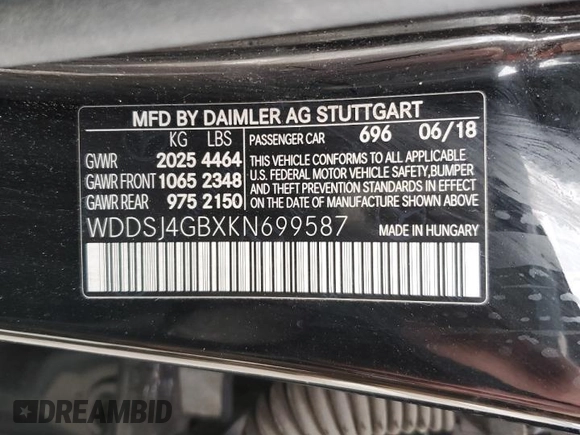 MFD BY DAIMLER AG STUTTGART
KG LBS PASSENGER CAR 696 06/18
GVWR 2025 4464 THIS VEHICLE CONFORMS TO ALL APPLICABLE
U.S. FEDERAL MOTOR VEHICLE SAFETY,BUMPER
GAWR FRONT 1065 2348 AND THEFT PREVENTION STANDARDS IN EFFECT
GAWR REAR 975 2150 ON THE DATE OF MANUFACTURE SHOWN ABOVE.
WDDSJ4GBXKN699587 MADE IN HUNGARY
DREAMBID